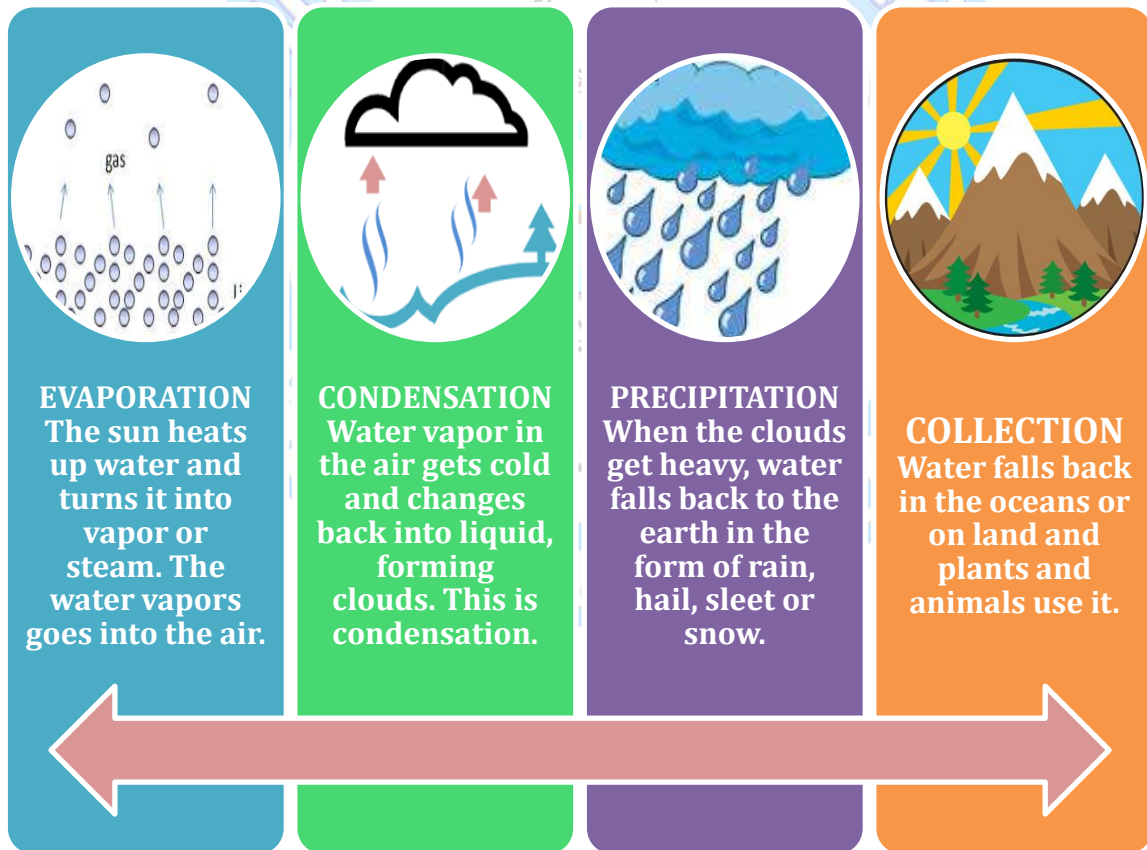 gas
EVAPORATION
The sun heats
up water and
turns it into
vapor or
steam. The
water vapors
goes into the air.
CONDENSATION
Water vapor in
the air gets cold
and changes
back into liquid,
forming
clouds. This is
condensation.
PRECIPITATION
When the clouds
get heavy, water
falls back to the
earth in the
form of rain,
hail, sleet or
snow.
COLLECTION
Water falls back
in the oceans or
on land and
plants and
animals use it.